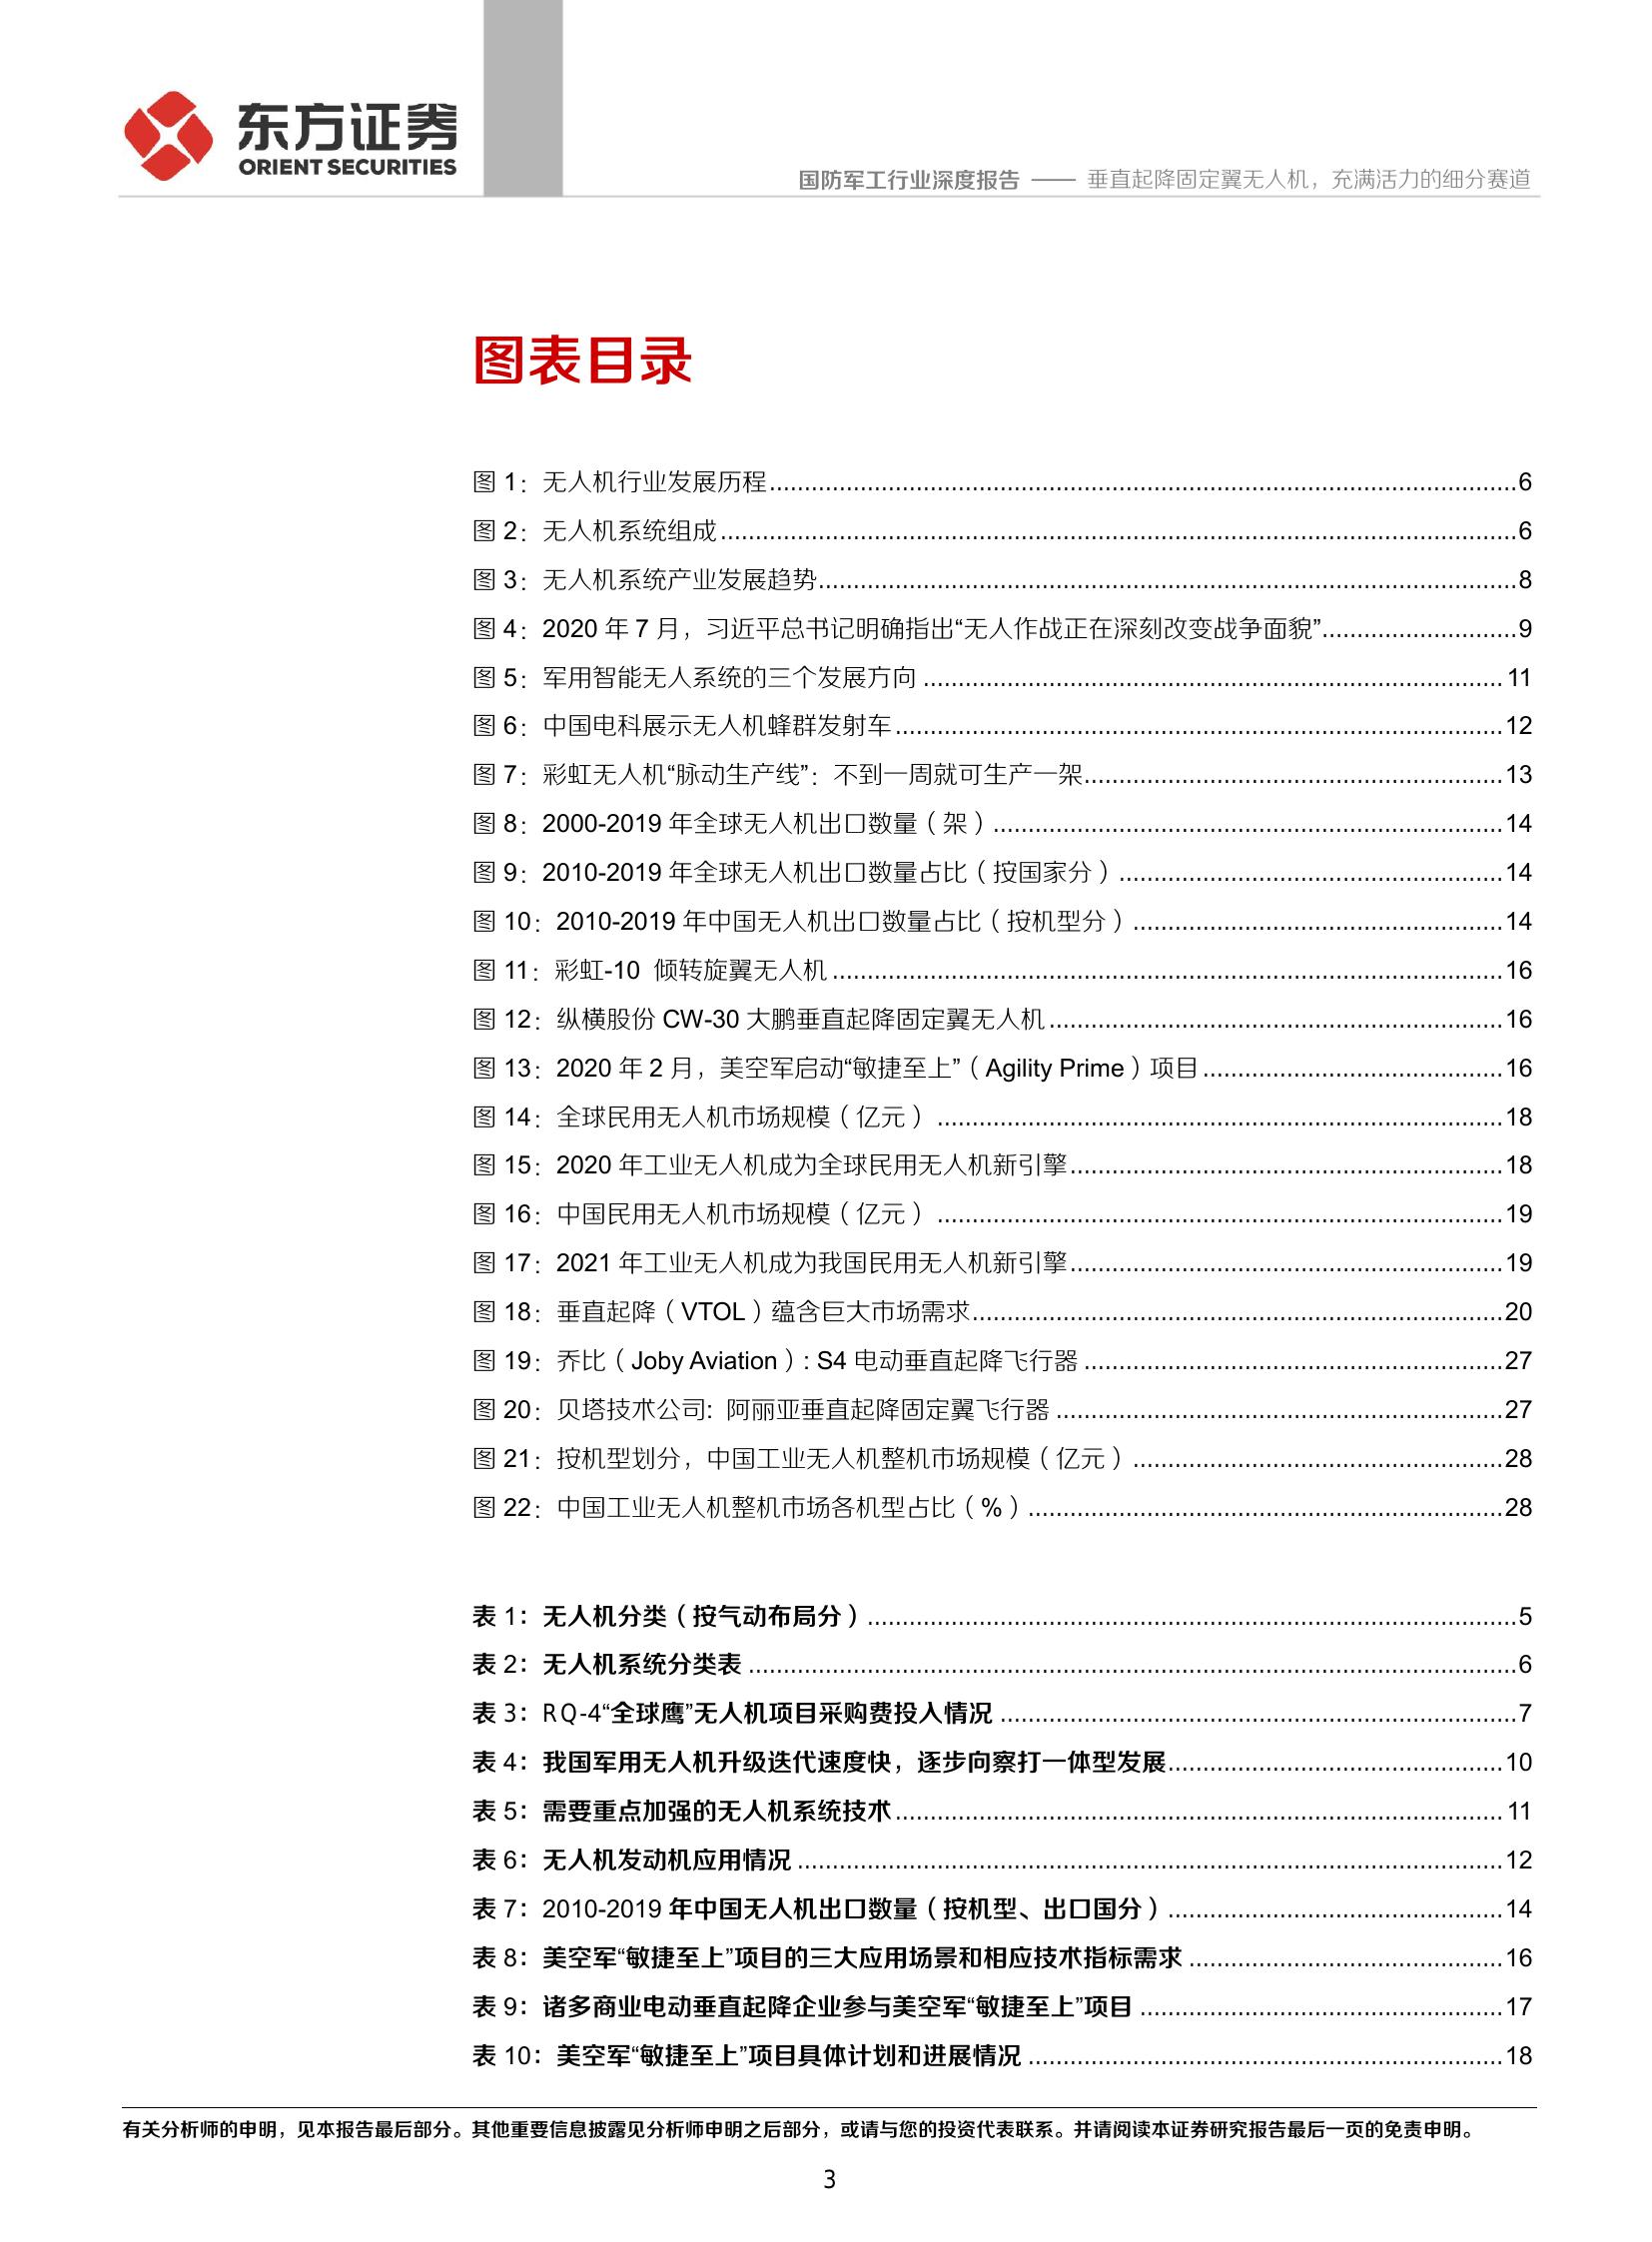 东方证券
ORIENT SECURITIES
国防军工行业深度报告 —— 垂直起降固定翼无人机，充满活力的细分赛道
图表目录
图 1：无人机行业发展历程....................6
图 2：无人机系统组成....................6
图 3：无人机系统产业发展趋势....................8
图 4：2020 年 7 月，习近平总书记明确指出“无人作战正在深刻改变战争面貌”....................9
图 5：军用智能无人系统的三个发展方向....................11
图 6：中国电科展示无人机蜂群发射车....................12
图 7：彩虹无人机“脉动生产线”：不到一周就可生产一架....................13
图 8：2000-2019 年全球无人机出口数量（架）....................14
图 9：2010-2019 年全球无人机出口数量占比（按国家分）....................14
图 10：2010-2019 年中国无人机出口数量占比（按机型分）....................14
图 11：彩虹-10 倾转旋翼无人机....................16
图 12：纵横股份 CW-30 大鹏垂直起降固定翼无人机....................16
图 13：2020 年 2 月，美空军启动“敏捷至上”（Agility Prime）项目....................16
图 14：全球民用无人机市场规模（亿元）....................18
图 15：2020 年工业无人机成为全球民用无人机新引擎....................18
图 16：中国民用无人机市场规模（亿元）....................19
图 17：2021 年工业无人机成为我国民用无人机新引擎....................19
图 18：垂直起降（VTOL）蕴含巨大市场需求....................20
图 19：乔比（Joby Aviation）: S4 电动垂直起降飞行器....................27
图 20：贝塔技术公司: 阿丽亚垂直起降固定翼飞行器....................27
图 21：按机型划分，中国工业无人机整机市场规模（亿元）....................28
图 22：中国工业无人机整机市场各机型占比（%）....................28
表 1：无人机分类（按气动布局分）....................5
表 2：无人机系统分类表....................6
表 3：RQ-4“全球鹰”无人机项目采购费投入情况....................7
表 4：我国军用无人机升级迭代速度快，逐步向察打一体型发展....................10
表 5：需要重点加强的无人机系统技术....................11
表 6：无人机发动机应用情况....................12
表 7：2010-2019 年中国无人机出口数量（按机型、出口国分）....................14
表 8：美空军“敏捷至上”项目的三大应用场景和相应技术指标需求....................16
表 9：诸多商业电动垂直起降企业参与美空军“敏捷至上”项目....................17
表 10：美空军“敏捷至上”项目具体计划和进展情况....................18
有关分析师的申明，见本报告最后部分。其他重要信息披露见分析师申明之后部分，或请与您的投资代表联系。并请阅读本证券研究报告最后一页的免责申明。
3